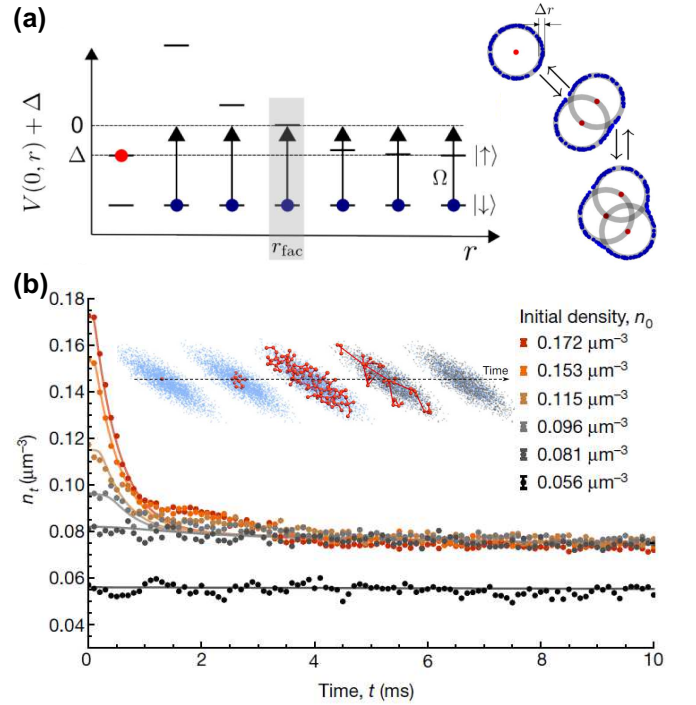 (a)
Δr
V(0, r) + Δ
0
Δ
|↑⟩
Ω
|↓⟩
r_fac
r
(b)
0.18
0.16
0.14
0.12
0.10
0.08
0.06
0.04
n_t (μm⁻³)
Time
Initial density, n₀
0.172 μm⁻³
0.153 μm⁻³
0.115 μm⁻³
0.096 μm⁻³
0.081 μm⁻³
0.056 μm⁻³
0 2 4 6 8 10
Time, t (ms)